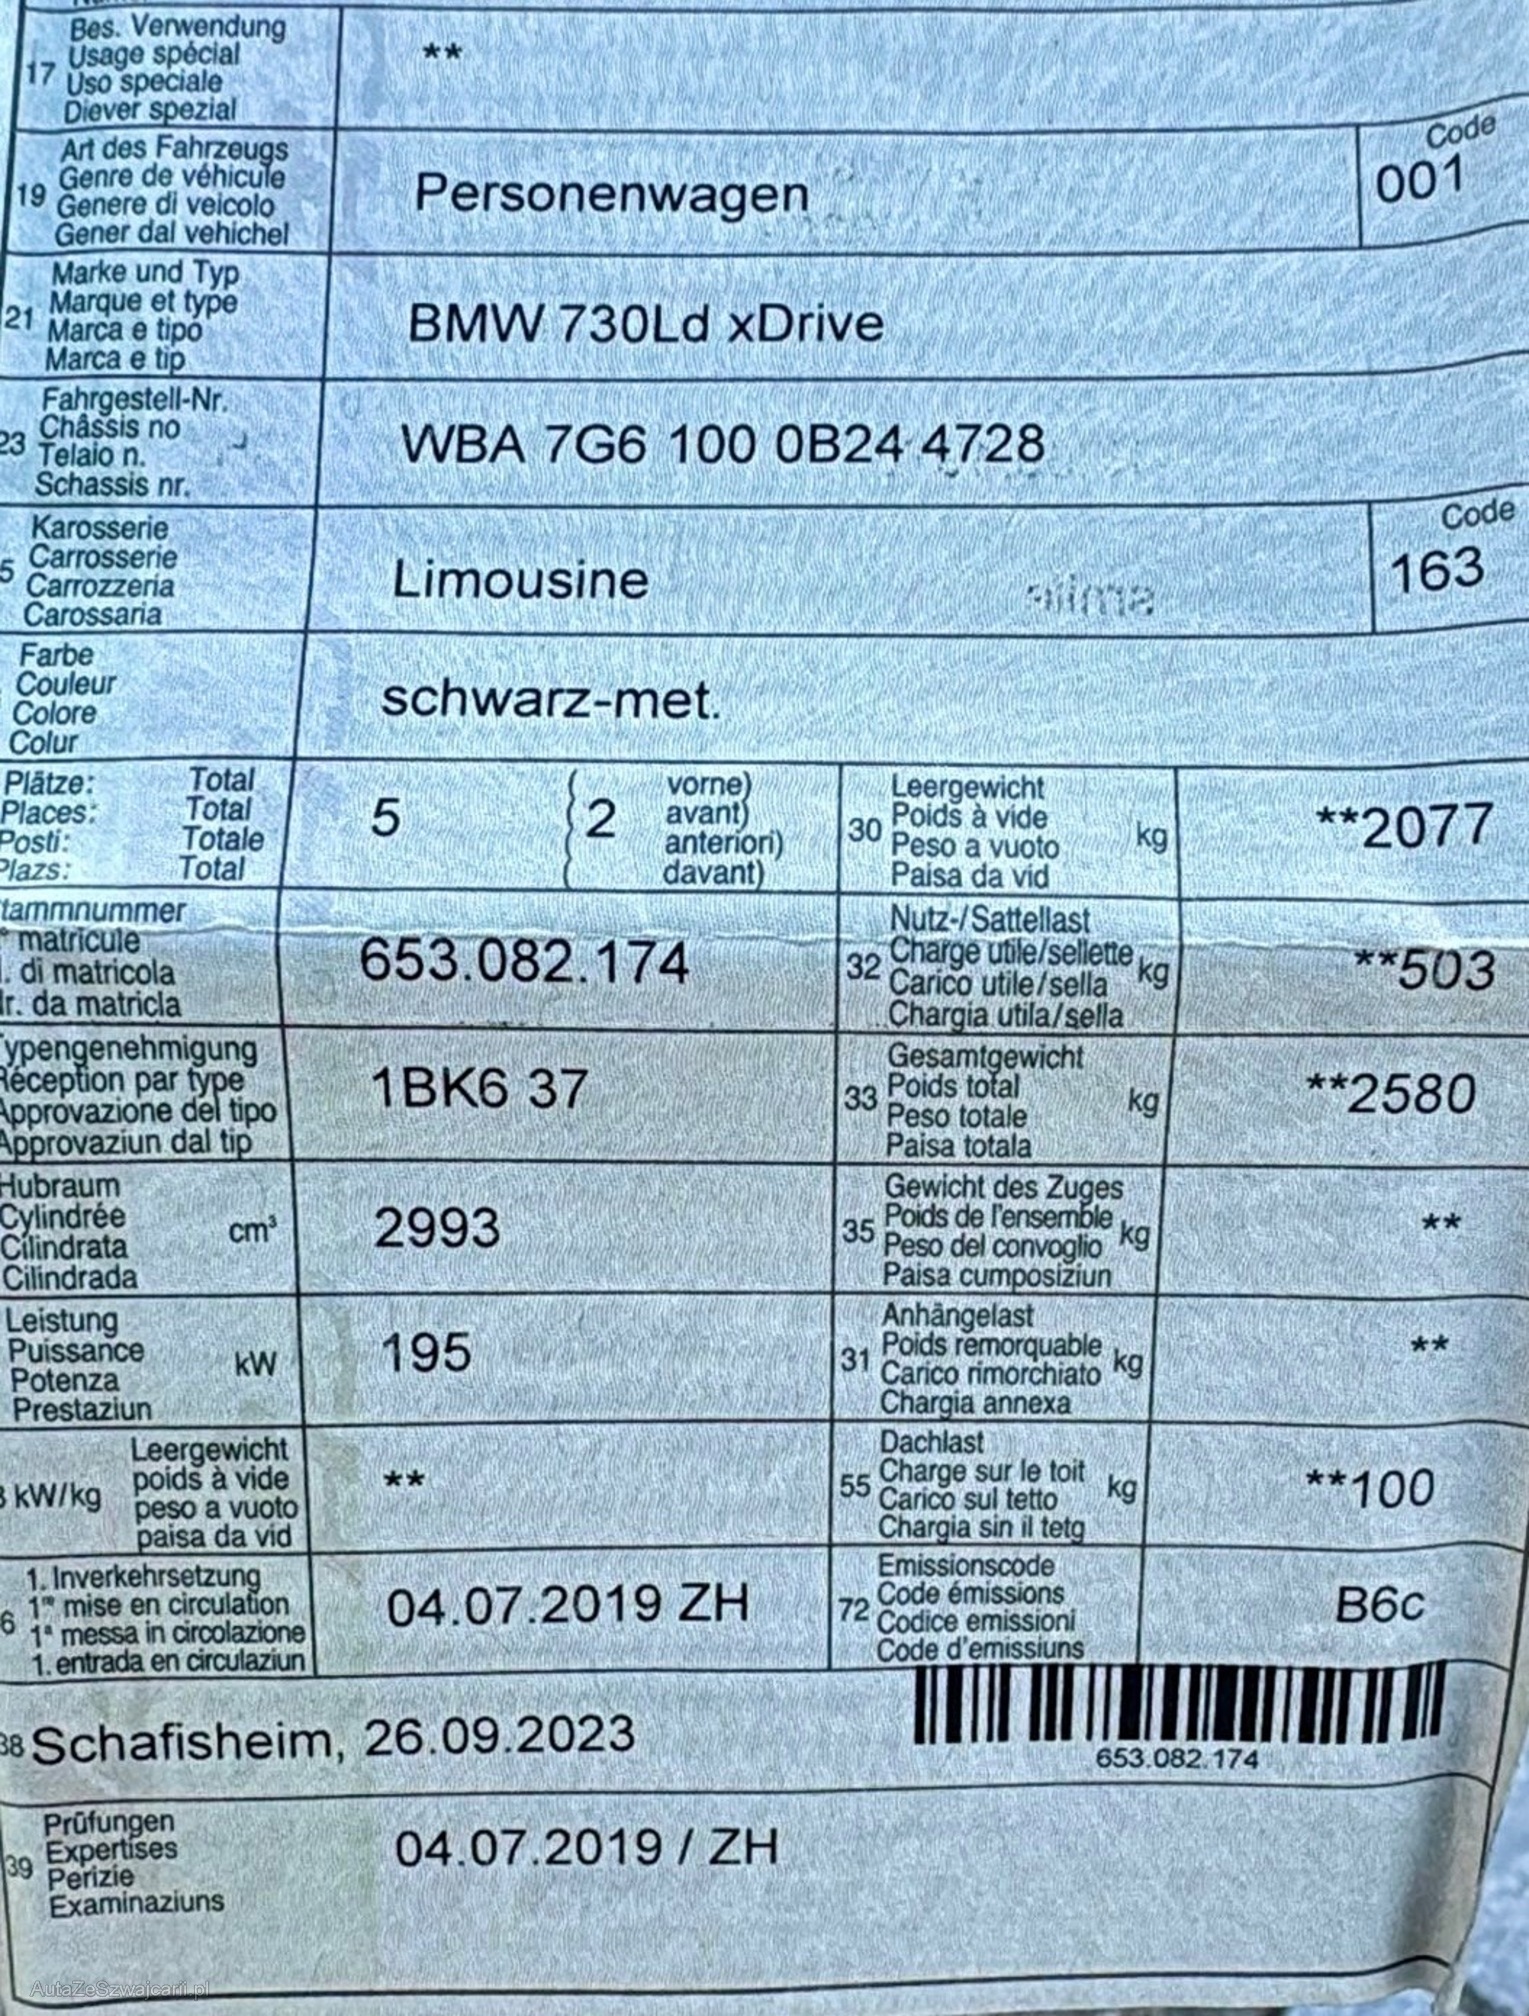 17 Bes. Verwendung
Usage spécial
Uso speciale
Diever spezial
**
19 Art des Fahrzeugs
Genre de véhicule
Genere di veicolo
Gener dal vehichel
Personenwagen
Code
001
21 Marke und Typ
Marque et type
Marca e tipo
Marca e tip
BMW 730Ld xDrive
23 Fahrgestell-Nr.
Châssis no
Telaio n.
Schassis nr.
WBA 7G6 100 0B24 4728
5 Karosserie
Carrosserie
Carrozzeria
Carossaria
Limousine
Code
163
Farbe
Couleur
Colore
Colur
schwarz-met.
Plätze: Total
Places: Total
Posti: Totale
Plazs: Total
5
(2 vorne)
avant)
anteriori)
davant)
30 Leergewicht
Poids à vide
Peso a vuoto
Paisa da vid
kg
**2077
tammnummer
matricule
. di matricola
r. da matricla
653.082.174
32 Nutz-/Sattellast
Charge utile/sellette
Carico utile/sella
Chargia utila/sella
kg
**503
ypengenehmigung
Réception par type
Approvazione del tipo
Approvaziun dal tip
1BK6 37
33 Gesamtgewicht
Poids total
Peso totale
Paisa totala
kg
**2580
Hubraum
Cylindrée
Cilindrata
Cilindrada
cm³
2993
35 Gewicht des Zuges
Poids de l'ensemble
Peso del convoglio
Paisa cumposiziun
kg
**
Leistung
Puissance
Potenza
Prestaziun
kW
195
31 Anhängelast
Poids remorquable
Carico rimorchiato
Chargia annexa
kg
**
kW/kg
Leergewicht
poids à vide
peso a vuoto
paisa da vid
**
55 Dachlast
Charge sur le toit
Carico sul tetto
Chargia sin il tetg
kg
**100
6 1. Inverkehrsetzung
1re mise en circulation
1a messa in circolazione
1. entrada en circulaziun
04.07.2019 ZH
72 Emissionscode
Code émissions
Codice emissioni
Code d'emissiuns
B6c
38 Schafisheim, 26.09.2023
653.082.174
39 Prüfungen
Expertises
Perizie
Examinaziuns
04.07.2019 / ZH
AutaZeSzwajcarii.pl